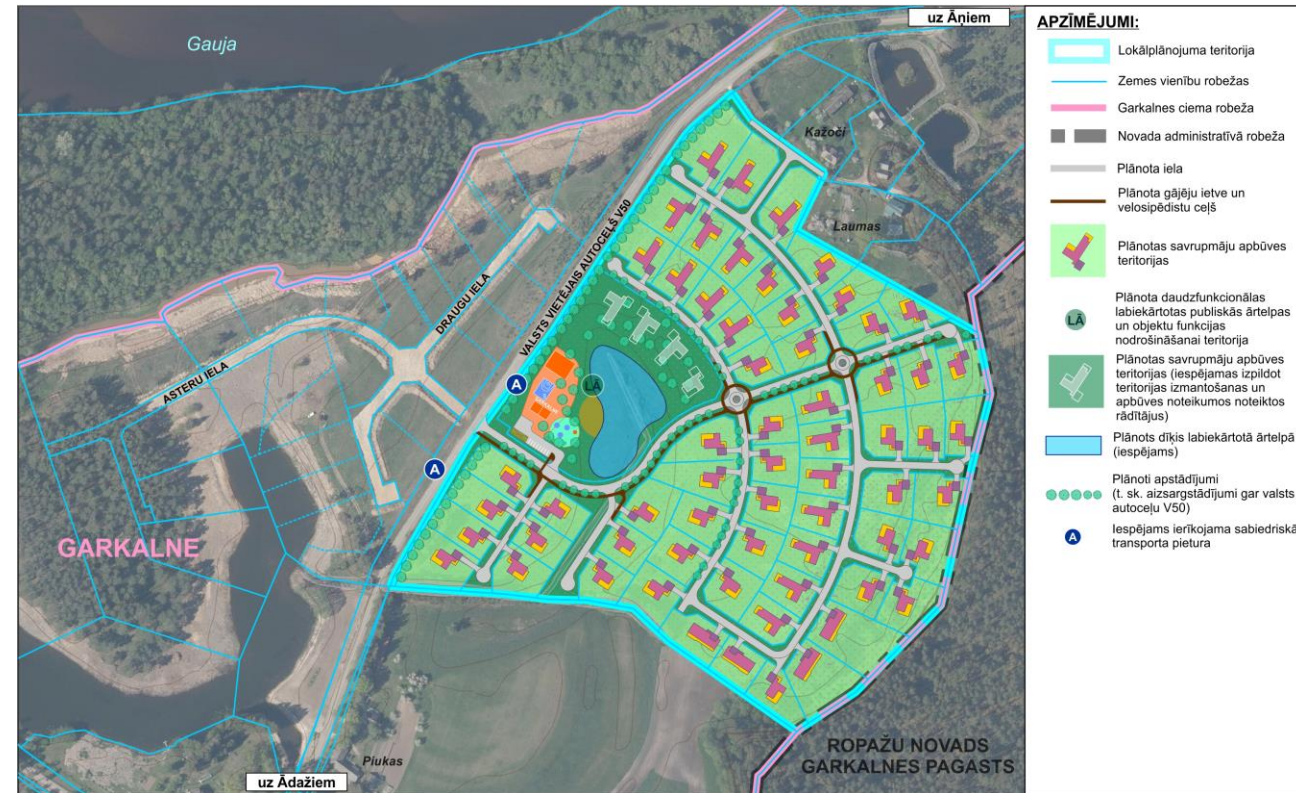 uz Āņiem
Gauja
Kažoči
Laumas
VALSTS VIETĒJAIS AUTOCEĻŠ V50
DRAUGU IELA
ASTERU IELA
A
LĀ
A
GARKALNE
Piukas
uz Ādažiem
ROPAŽU NOVADS
GARKALNES PAGASTS
APZĪMĒJUMI:
Lokālplānojuma teritorija
Zemes vienību robežas
Garkalnes ciema robeža
Novada administratīvā robeža
Plānota iela
Plānota gājēju ietve un
velosipēdistu ceļš
Plānotas savrupmāju apbūves
teritorijas
LĀ
Plānota daudzfunkcionālas
labiekārtotas publiskās ārtelpas
un objektu funkcijas
nodrošināšanai teritorija
Plānotas savrupmāju apbūves
teritorijas (iespējamas izpildot
teritorijas izmantošanas un
apbūves noteikumos noteiktos
rādītājus)
Plānots dīķis labiekārtotā ārtelpā
(iespējams)
Plānoti apstādījumi
(t. sk. aizsargstādījumi gar valsts
autoceļu V50)
A
Iespējams ierīkojama sabiedriskā
transporta pietura